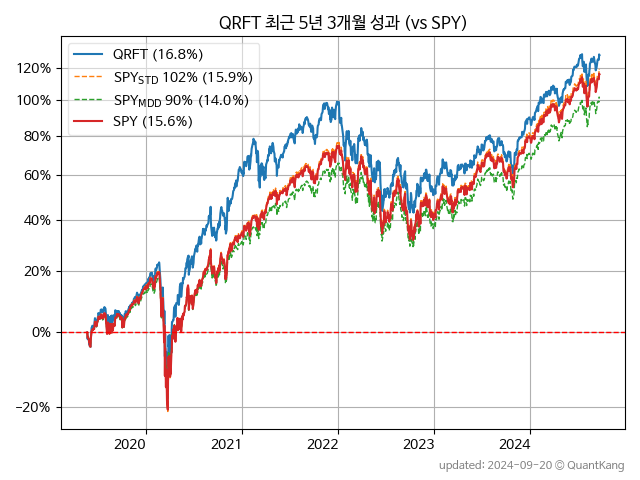 QRFT 최근 5년 3개월 성과 (vs SPY)
QRFT (16.8%)
SPY_STD 102% (15.9%)
SPY_MDD 90% (14.0%)
SPY (15.6%)
120%
100%
80%
60%
40%
20%
0%
−20%
2020 2021 2022 2023 2024
updated: 2024-09-20 © QuantKang